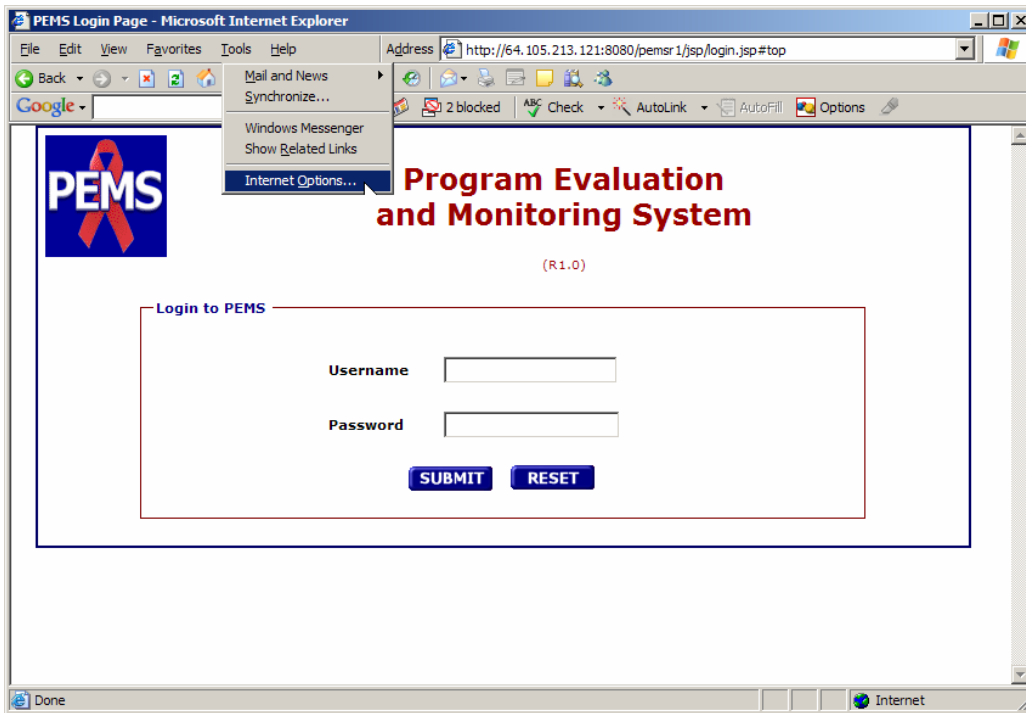 PEMS Login Page - Microsoft Internet Explorer
File Edit View Favorites Tools Help Address http://64.105.213.121:8080/pemsr1/jsp/login.jsp#top
Back
Mail and News
Synchronize...
Windows Messenger
Show Related Links
Internet Options...
Google 2 blocked ABC Check AutoLink AutoFill Options
PEMS
Program Evaluation
and Monitoring System
(R1.0)
Login to PEMS
Username
Password
SUBMIT RESET
Done Internet